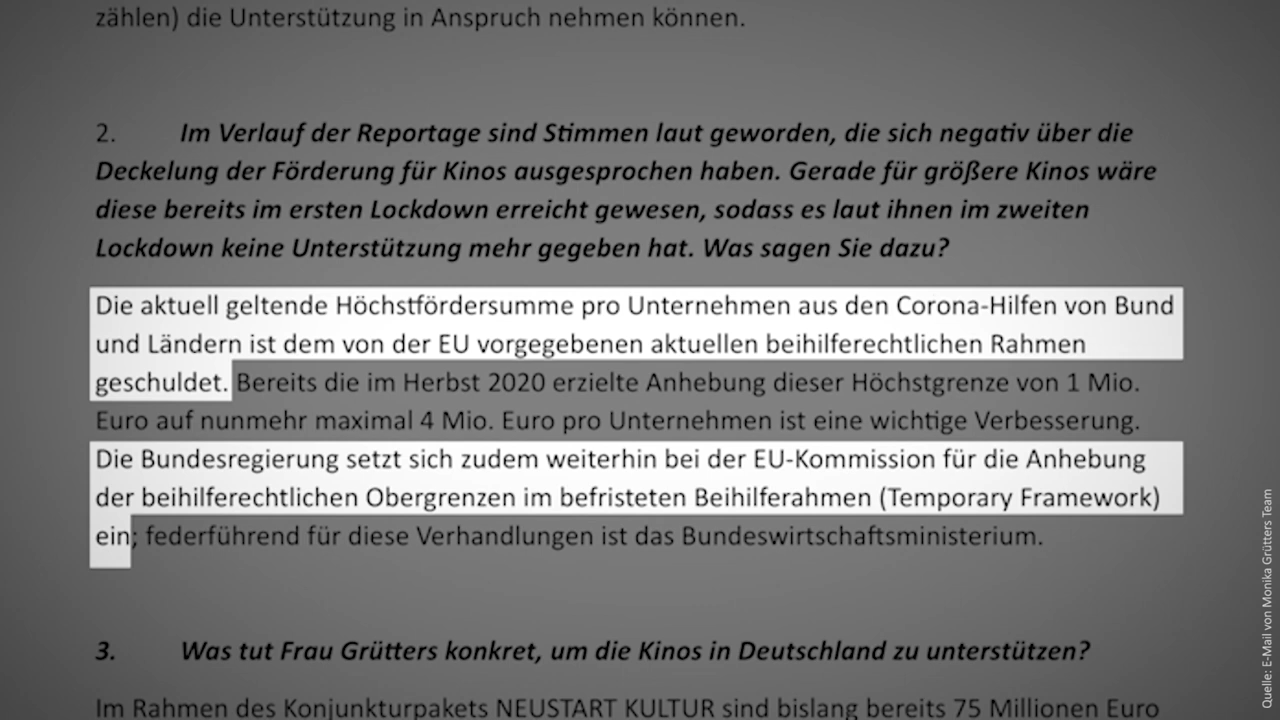 zählen) die Unterstützung in Anspruch nehmen können.
2. Im Verlauf der Reportage sind Stimmen laut geworden, die sich negativ über die
Deckelung der Förderung für Kinos ausgesprochen haben. Gerade für größere Kinos wäre
diese bereits im ersten Lockdown erreicht gewesen, sodass es laut ihnen im zweiten
Lockdown keine Unterstützung mehr gegeben hat. Was sagen Sie dazu?
Die aktuell geltende Höchstfördersumme pro Unternehmen aus den Corona-Hilfen von Bund
und Ländern ist dem von der EU vorgegebenen aktuellen beihilferechtlichen Rahmen
geschuldet. Bereits die im Herbst 2020 erzielte Anhebung dieser Höchstgrenze von 1 Mio.
Euro auf nunmehr maximal 4 Mio. Euro pro Unternehmen ist eine wichtige Verbesserung.
Die Bundesregierung setzt sich zudem weiterhin bei der EU-Kommission für die Anhebung
der beihilferechtlichen Obergrenzen im befristeten Beihilferahmen (Temporary Framework)
ein; federführend für diese Verhandlungen ist das Bundeswirtschaftsministerium.
3. Was tut Frau Grütters konkret, um die Kinos in Deutschland zu unterstützen?
Im Rahmen des Konjunkturpakets NEUSTART KULTUR sind bislang bereits 75 Millionen Euro
Quelle: E-Mail von Monika Grütters Team